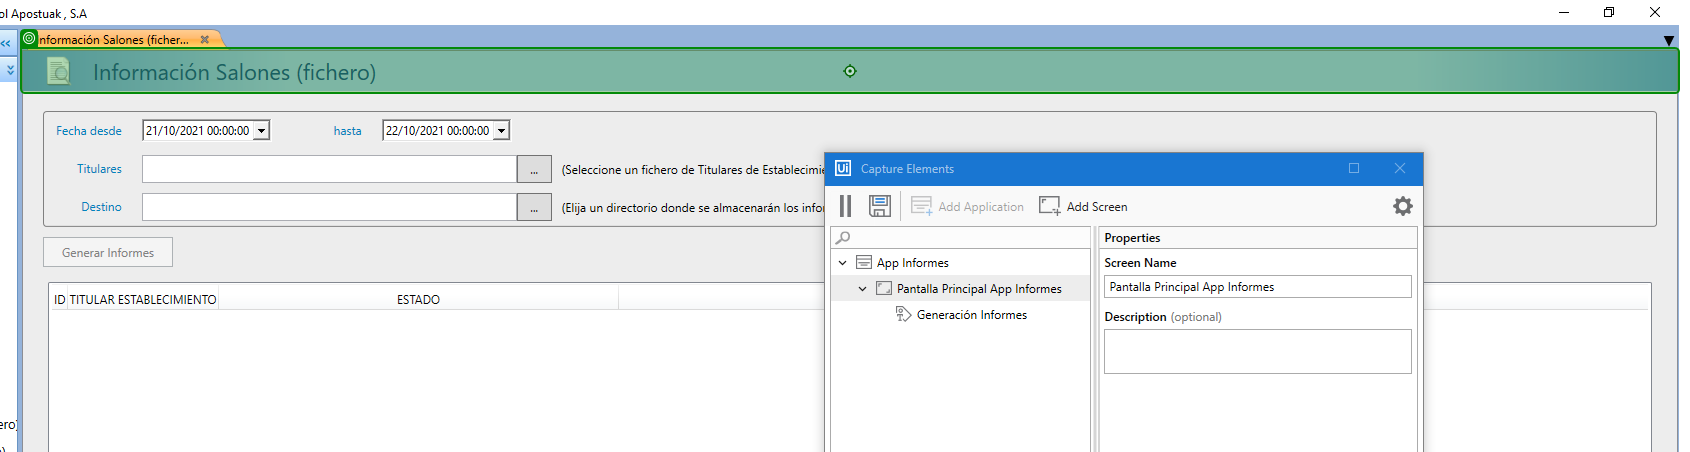 ol Apostuak , S.A
nformación Salones (ficher...
Información Salones (fichero)
Fecha desde 21/10/2021 00:00:00 hasta 22/10/2021 00:00:00
Titulares ... (Seleccione un fichero de Titulares de Establecimie
Destino ... (Elija un directorio donde se almacenarán los infor
Generar Informes
ID TITULAR ESTABLECIMIENTO ESTADO
ero)
Ui Capture Elements
Add Application Add Screen
App Informes
Pantalla Principal App Informes
Generación Informes
Properties
Screen Name
Pantalla Principal App Informes
Description (optional)